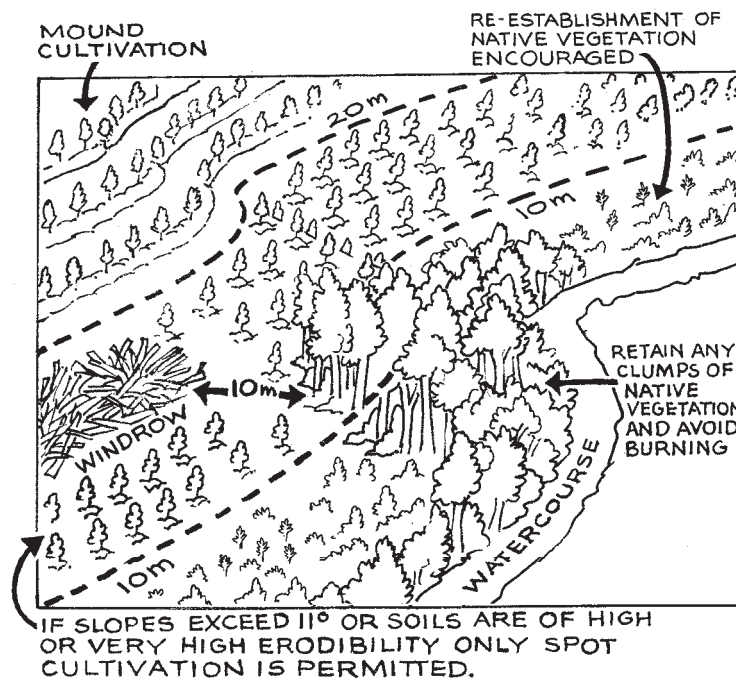 MOUND
CULTIVATION
RE-ESTABLISHMENT OF
NATIVE VEGETATION
ENCOURAGED
20m
10m
RETAIN ANY
CLUMPS OF
NATIVE
VEGETATION
AND AVOID
BURNING
10m
WINDROW
WATERCOURSE
10m
IF SLOPES EXCEED 11° OR SOILS ARE OF HIGH
OR VERY HIGH ERODIBILITY ONLY SPOT
CULTIVATION IS PERMITTED.